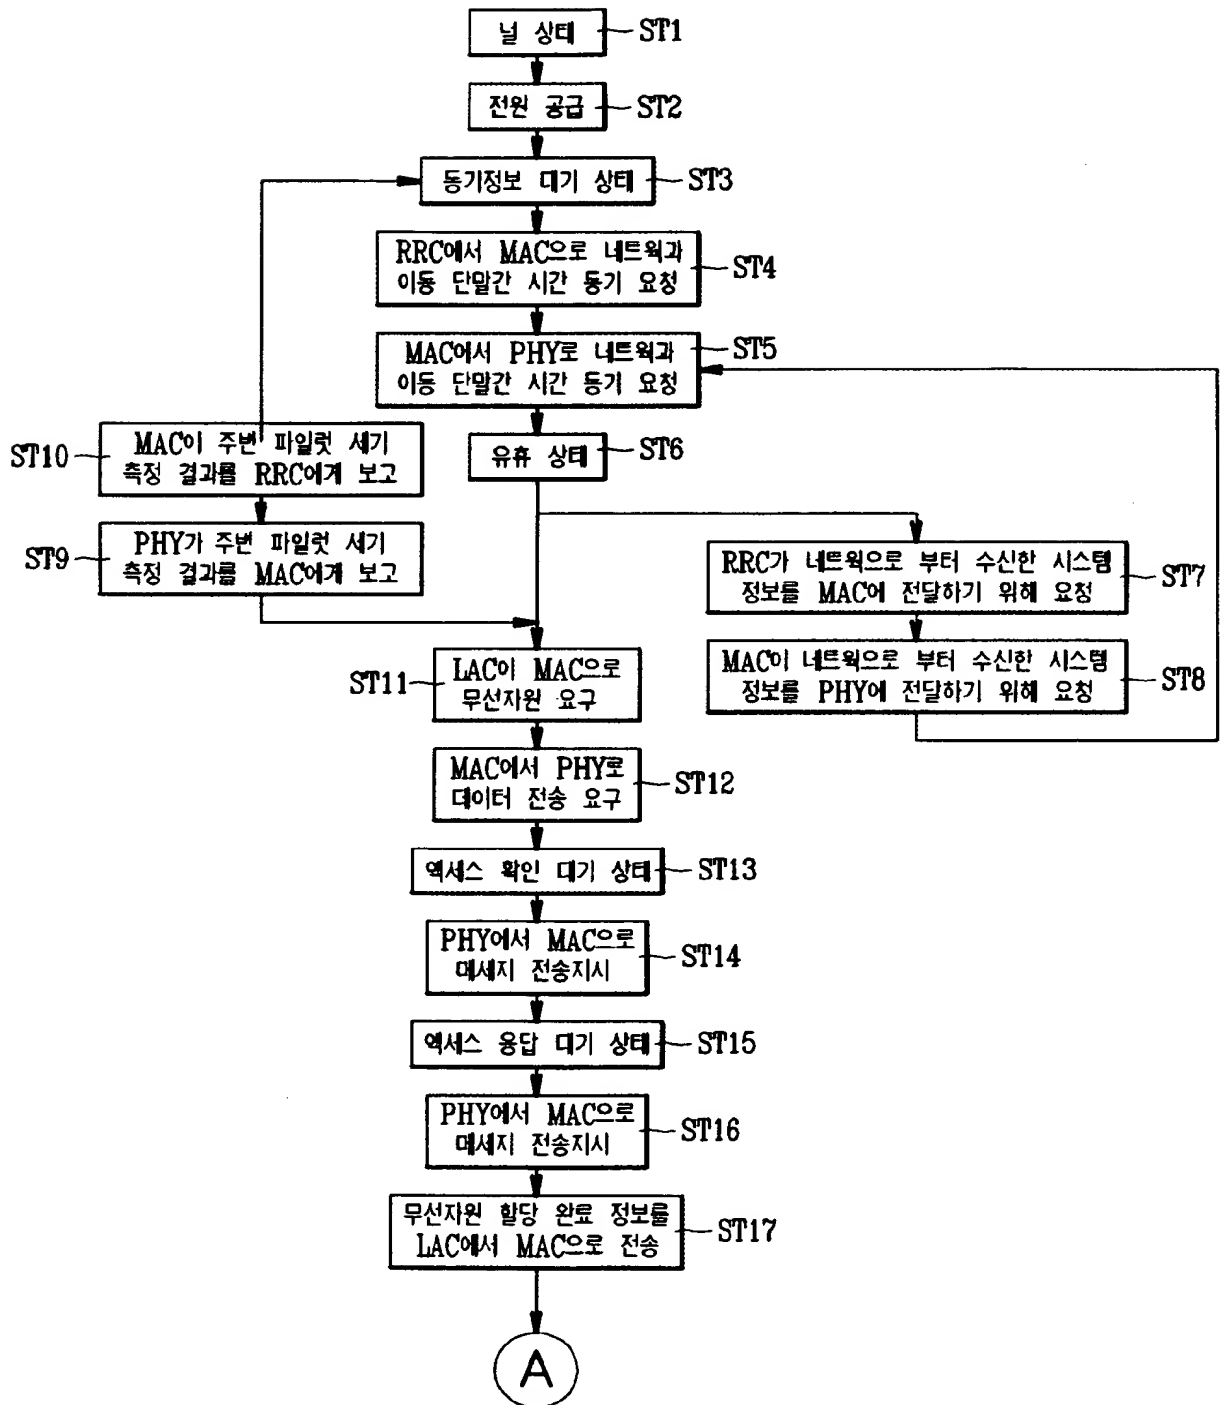 널 상태
ST1
전원 공급
ST2
동기정보 대기 상태
ST3
RRC에서 MAC으로 네트웍과
이동 단말간 시간 동기 요청
ST4
MAC에서 PHY로 네트웍과
이동 단말간 시간 동기 요청
ST5
ST10
MAC이 주변 파일럿 세기
측정 결과를 RRC에게 보고
유휴 상태
ST6
ST9
PHY가 주변 파일럿 세기
측정 결과를 MAC에게 보고
RRC가 네트웍으로 부터 수신한 시스템
정보를 MAC에 전달하기 위해 요청
ST7
MAC이 네트웍으로 부터 수신한 시스템
정보를 PHY에 전달하기 위해 요청
ST8
ST11
LAC이 MAC으로
무선자원 요구
MAC에서 PHY로
데이터 전송 요구
ST12
엑세스 확인 대기 상태
ST13
PHY에서 MAC으로
메세지 전송지시
ST14
엑세스 응답 대기 상태
ST15
PHY에서 MAC으로
메세지 전송지시
ST16
무선자원 할당 완료 정보를
LAC에서 MAC으로 전송
ST17
A